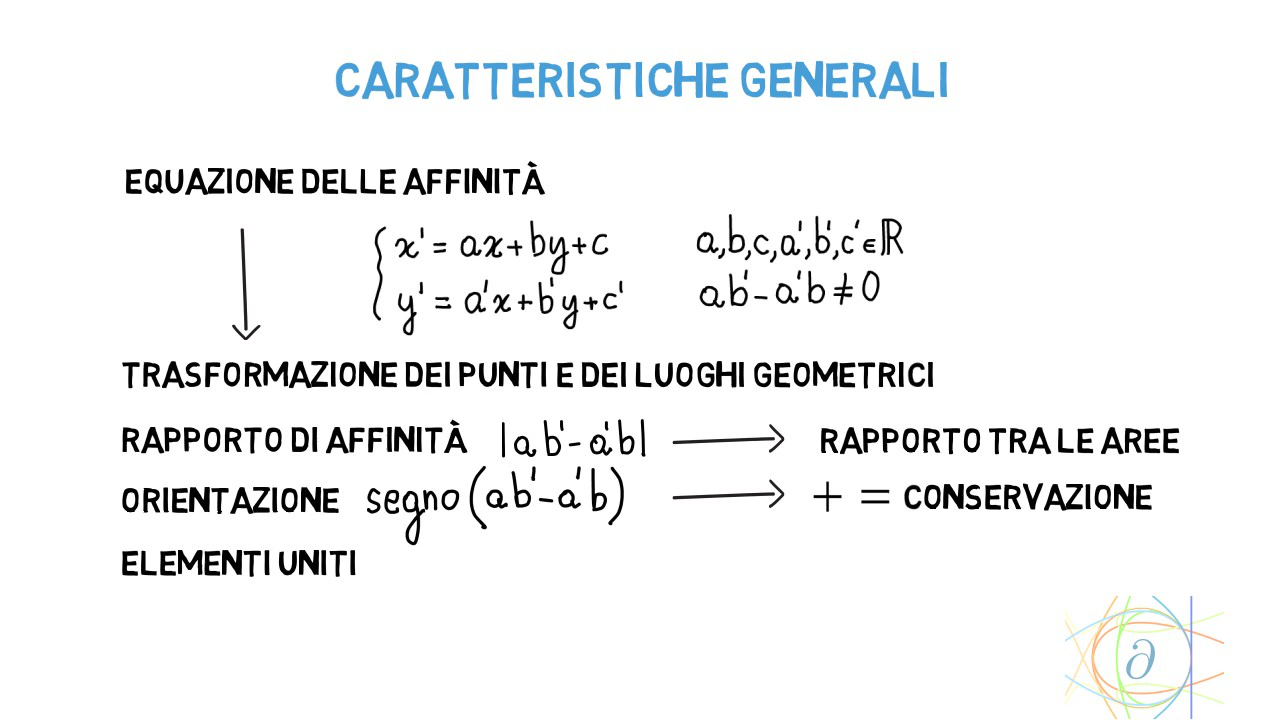 CARATTERISTICHE GENERALI
EQUAZIONE DELLE AFFINITÀ
x' = ax+by+c
y' = a'x+b'y+c'
a,b,c,a',b',c'∈ℝ
ab'-a'b≠0
TRASFORMAZIONE DEI PUNTI E DEI LUOGHI GEOMETRICI
RAPPORTO DI AFFINITÀ |ab'-a'b| → RAPPORTO TRA LE AREE
ORIENTAZIONE segno(ab'-a'b) → + = CONSERVAZIONE
ELEMENTI UNITI
∂